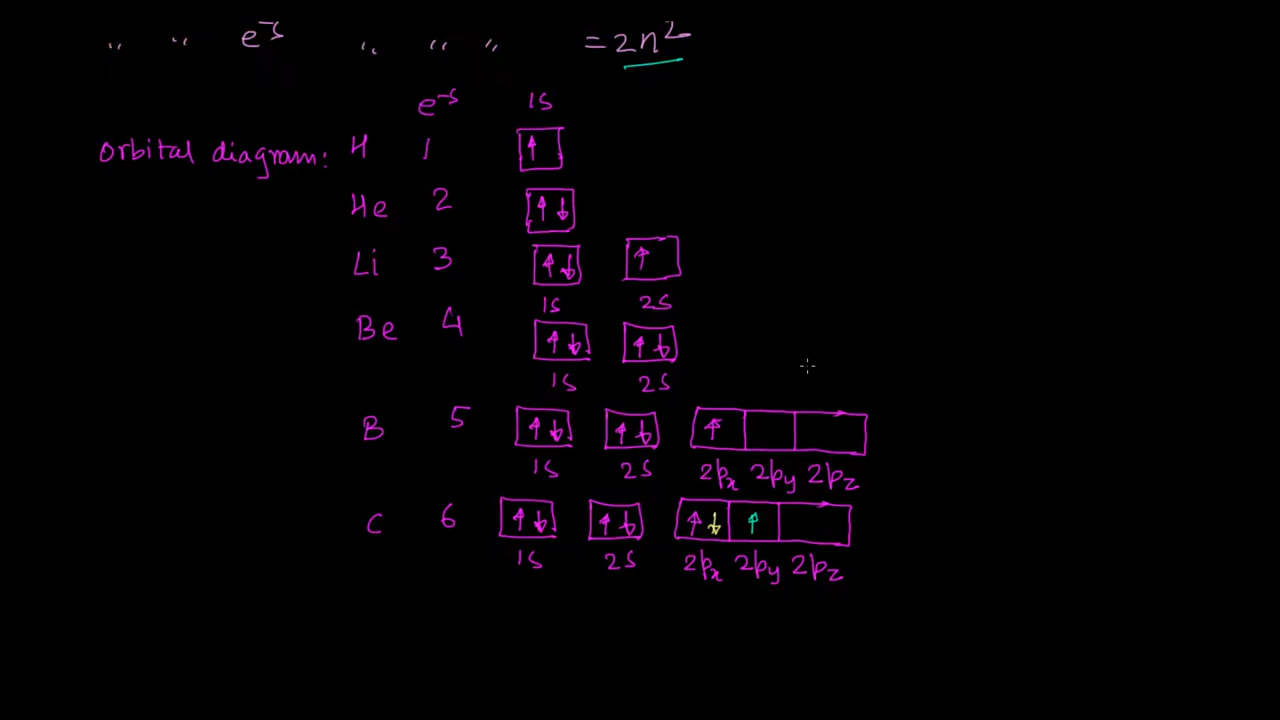 " " e⁻s " " " = 2n²
e⁻s 1s
Orbital diagram: H 1 ↑
He 2 ↑↓
Li 3 ↑↓ ↑
1s 2s
Be 4 ↑↓ ↑↓
1s 2s
B 5 ↑↓ ↑↓ ↑
1s 2s 2pₓ 2py 2pz
C 6 ↑↓ ↑↓ ↑↓ ↑
1s 2s 2pₓ 2py 2pz